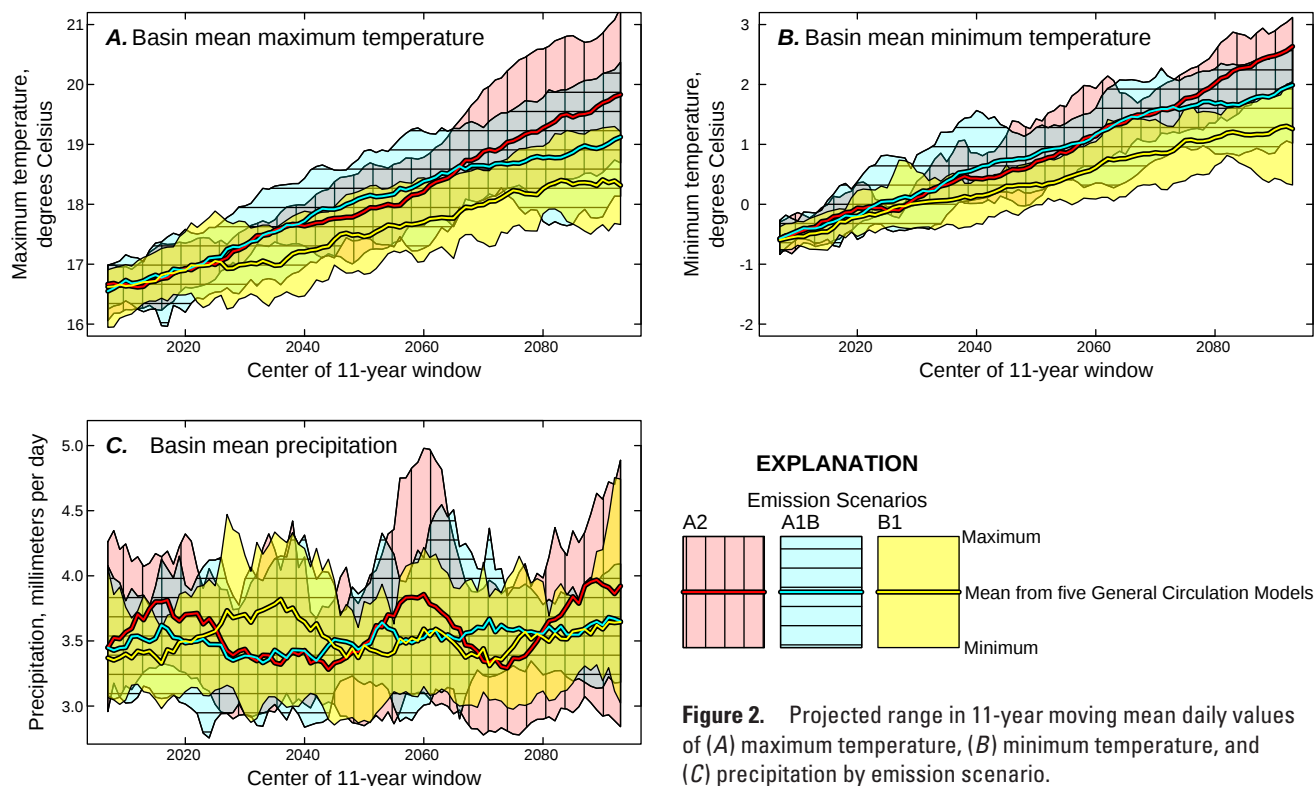 A. Basin mean maximum temperature
Maximum temperature,
degrees Celsius
21
20
19
18
17
16
2020
2040
2060
2080
Center of 11-year window
B. Basin mean minimum temperature
Minimum temperature,
degrees Celsius
3
2
1
0
-1
-2
2020
2040
2060
2080
Center of 11-year window
C. Basin mean precipitation
Precipitation, millimeters per day
5.0
4.5
4.0
3.5
3.0
2020
2040
2060
2080
Center of 11-year window
EXPLANATION
Emission Scenarios
A2
A1B
B1
Maximum
Mean from five General Circulation Models
Minimum
Figure 2. Projected range in 11-year moving mean daily values
of (A) maximum temperature, (B) minimum temperature, and
(C) precipitation by emission scenario.